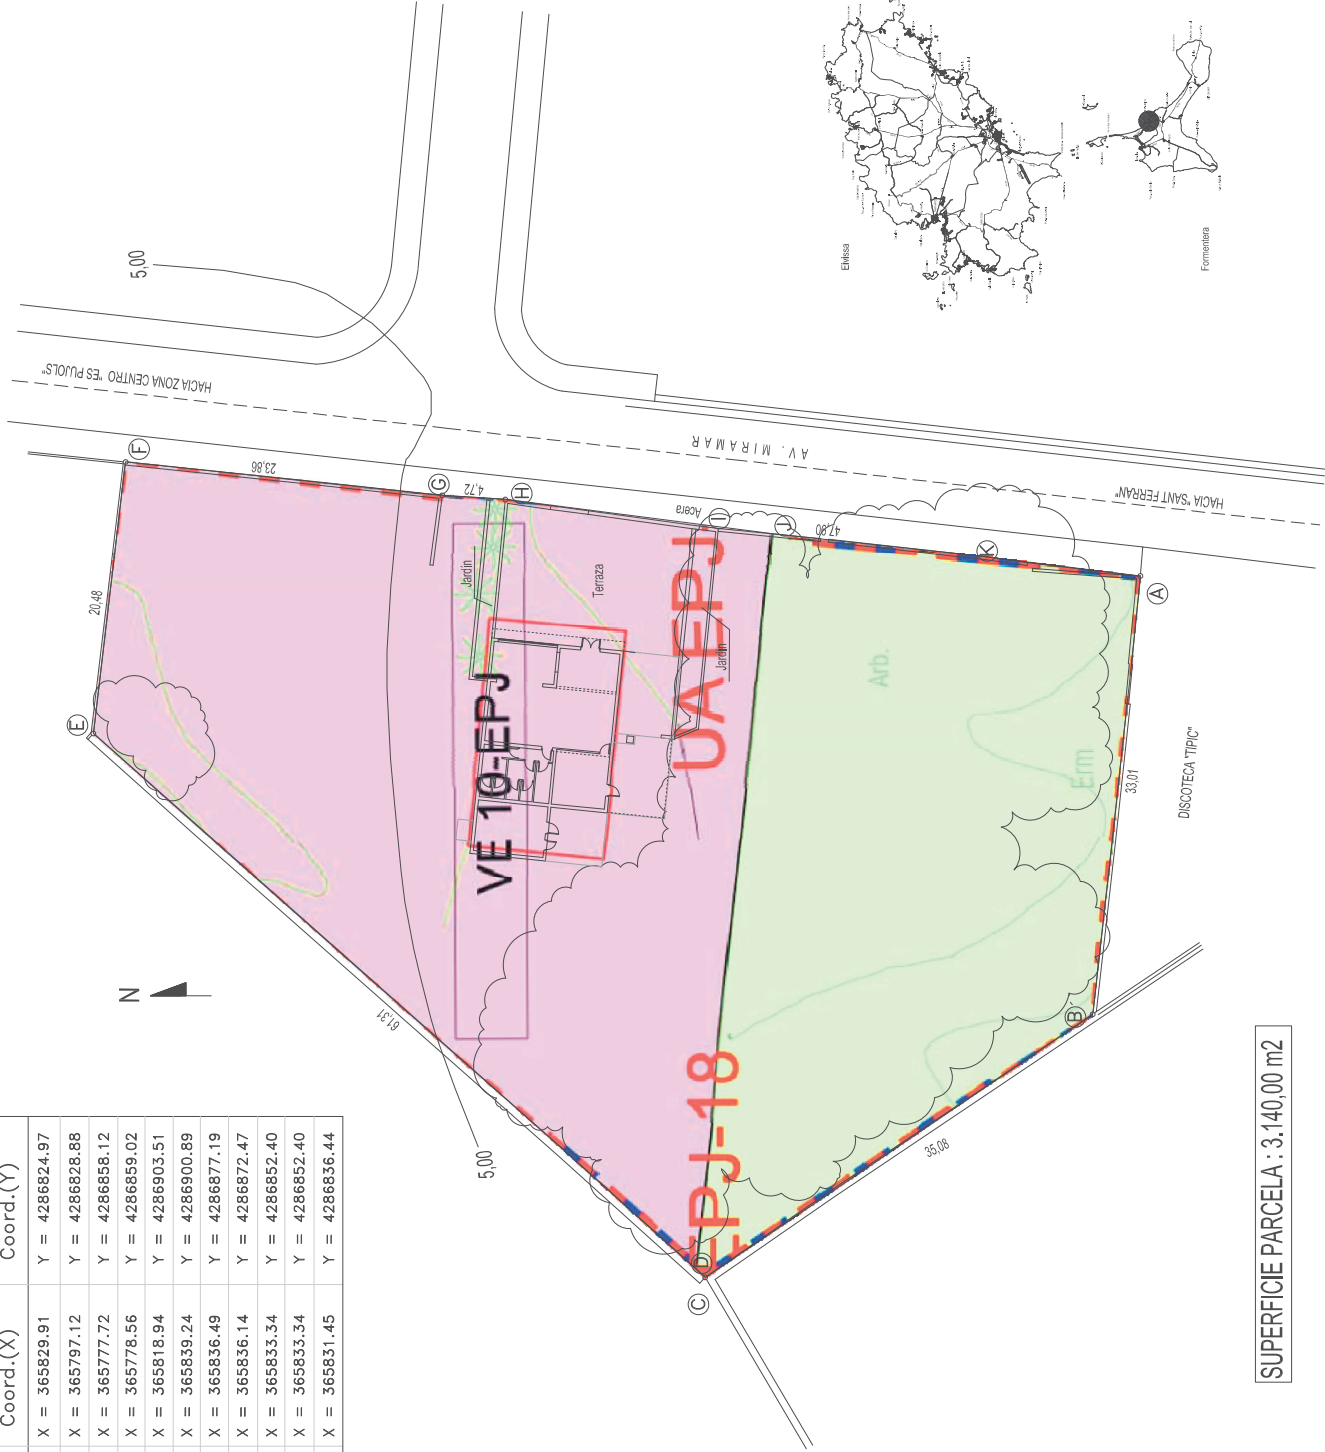 Coord.(X) Coord.(Y)
X = 365829.91 Y = 4286824.97
X = 365797.12 Y = 4286828.88
X = 365777.72 Y = 4286858.12
X = 365778.56 Y = 4286859.02
X = 365818.94 Y = 4286903.51
X = 365839.24 Y = 4286900.89
X = 365836.49 Y = 4286877.19
X = 365836.14 Y = 4286872.47
X = 365833.34 Y = 4286852.40
X = 365833.34 Y = 4286852.40
X = 365831.45 Y = 4286836.44
N
5,00
5,00
HACIA ZONA CENTRO "ES PUJOLS"
AV. MIRAMAR
HACIA "SANT FERRAN"
E
20,48
F
23,86
G
4,72
H
Acera
I
J
47,90
K
A
33,01
B´
35,08
C
D
61,31
Jardin
Terraza
Jardin
VE 10-EPJ
UA EPJ
EPJ-18
Arb.
Erm
DISCOTECA "TIPIC"
SUPERFICIE PARCELA : 3.140,00 m2
Eivissa
Formentera